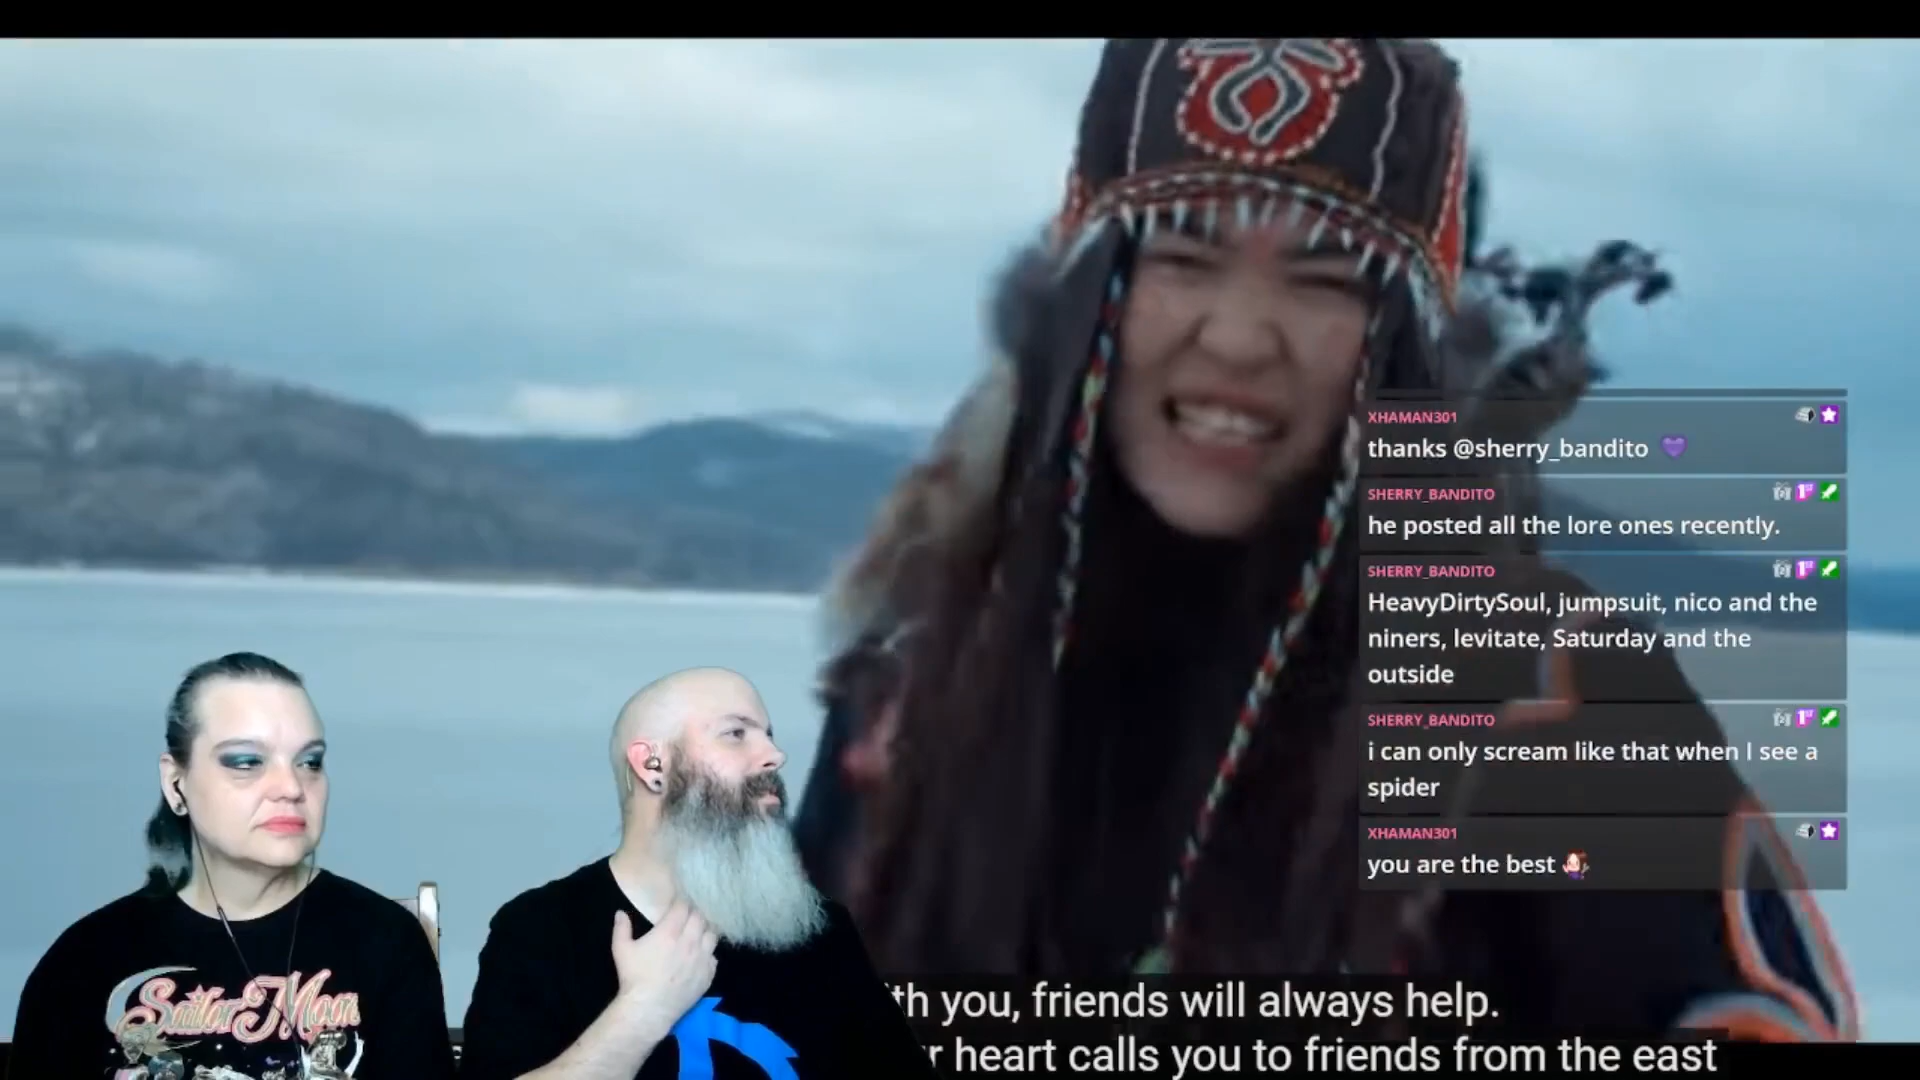 XHAMAN301
thanks @sherry_bandito 💜
SHERRY_BANDITO
he posted all the lore ones recently.
SHERRY_BANDITO
HeavyDirtySoul, jumpsuit, nico and the
niners, levitate, Saturday and the
outside
SHERRY_BANDITO
i can only scream like that when I see a
spider
XHAMAN301
you are the best
Sailor Moon
you, friends will always help.
heart calls you to friends from the east